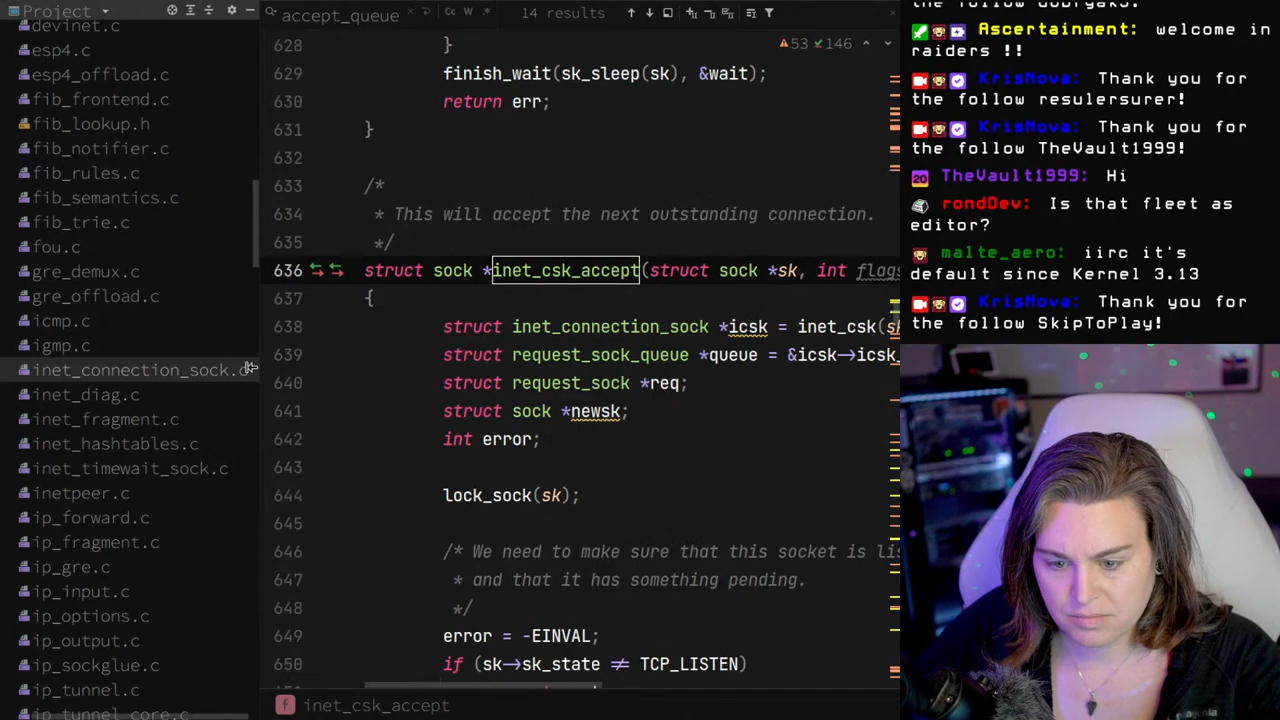 Project
devinet.c
esp4.c
esp4_offload.c
fib_frontend.c
fib_lookup.h
fib_notifier.c
fib_rules.c
fib_semantics.c
fib_trie.c
fou.c
gre_demux.c
gre_offload.c
icmp.c
igmp.c
inet_connection_sock.c
inet_diag.c
inet_fragment.c
inet_hashtables.c
inet_timewait_sock.c
inetpeer.c
ip_forward.c
ip_fragment.c
ip_gre.c
ip_input.c
ip_options.c
ip_output.c
ip_sockglue.c
ip_tunnel.c
ip_tunnel_core.c
accept_queue × Cc W .* 14 results
53 146
628 }
629 finish_wait(sk_sleep(sk), &wait);
630 return err;
631 }
632
633 /*
634 * This will accept the next outstanding connection.
635 */
636 struct sock *inet_csk_accept(struct sock *sk, int flags
637 {
638 struct inet_connection_sock *icsk = inet_csk(sk
639 struct request_sock_queue *queue = &icsk→icsk_
640 struct request_sock *req;
641 struct sock *newsk;
642 int error;
643
644 lock_sock(sk);
645
646 /* We need to make sure that this socket is lis
647 * and that it has something pending.
648 */
649 error = -EINVAL;
650 if (sk→sk_state ≠ TCP_LISTEN)
f inet_csk_accept
the follow dobryaks!
Ascertainment: welcome in
raiders !!
KrisNova: Thank you for
the follow resulersurer!
KrisNova: Thank you for
the follow TheVault1999!
20 TheVault1999: Hi
rondDev: Is that fleet as
editor?
malte_aero: iirc it's
default since Kernel 3.13
KrisNova: Thank you for
the follow SkipToPlay!